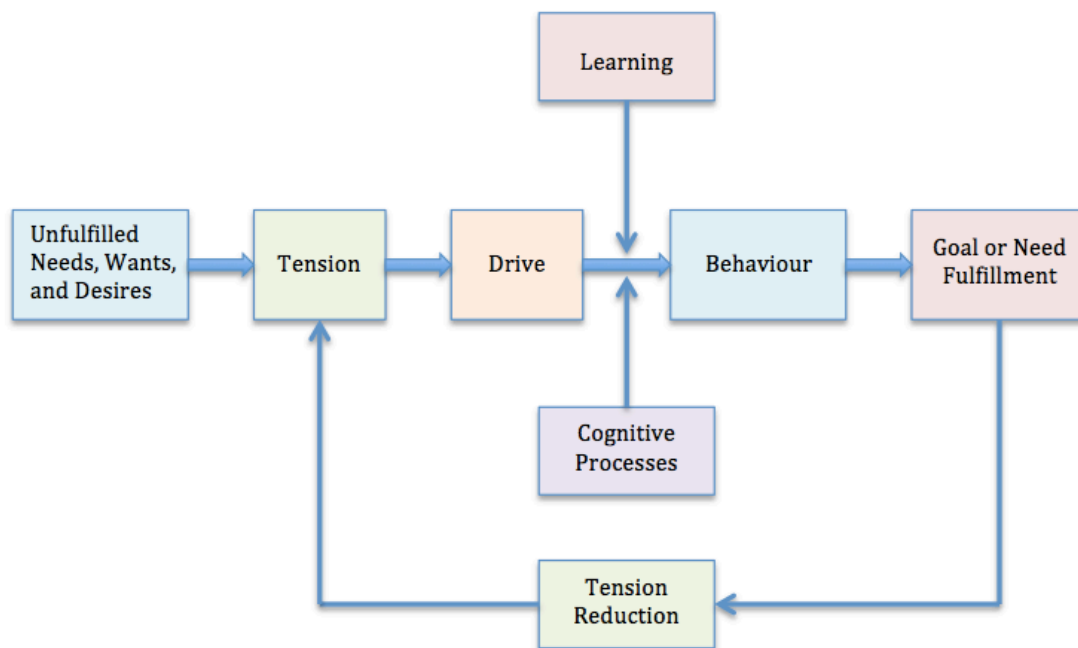 Learning
Unfulfilled
Needs, Wants,
and Desires
Tension
Drive
Behaviour
Goal or Need
Fulfillment
Cognitive
Processes
Tension
Reduction